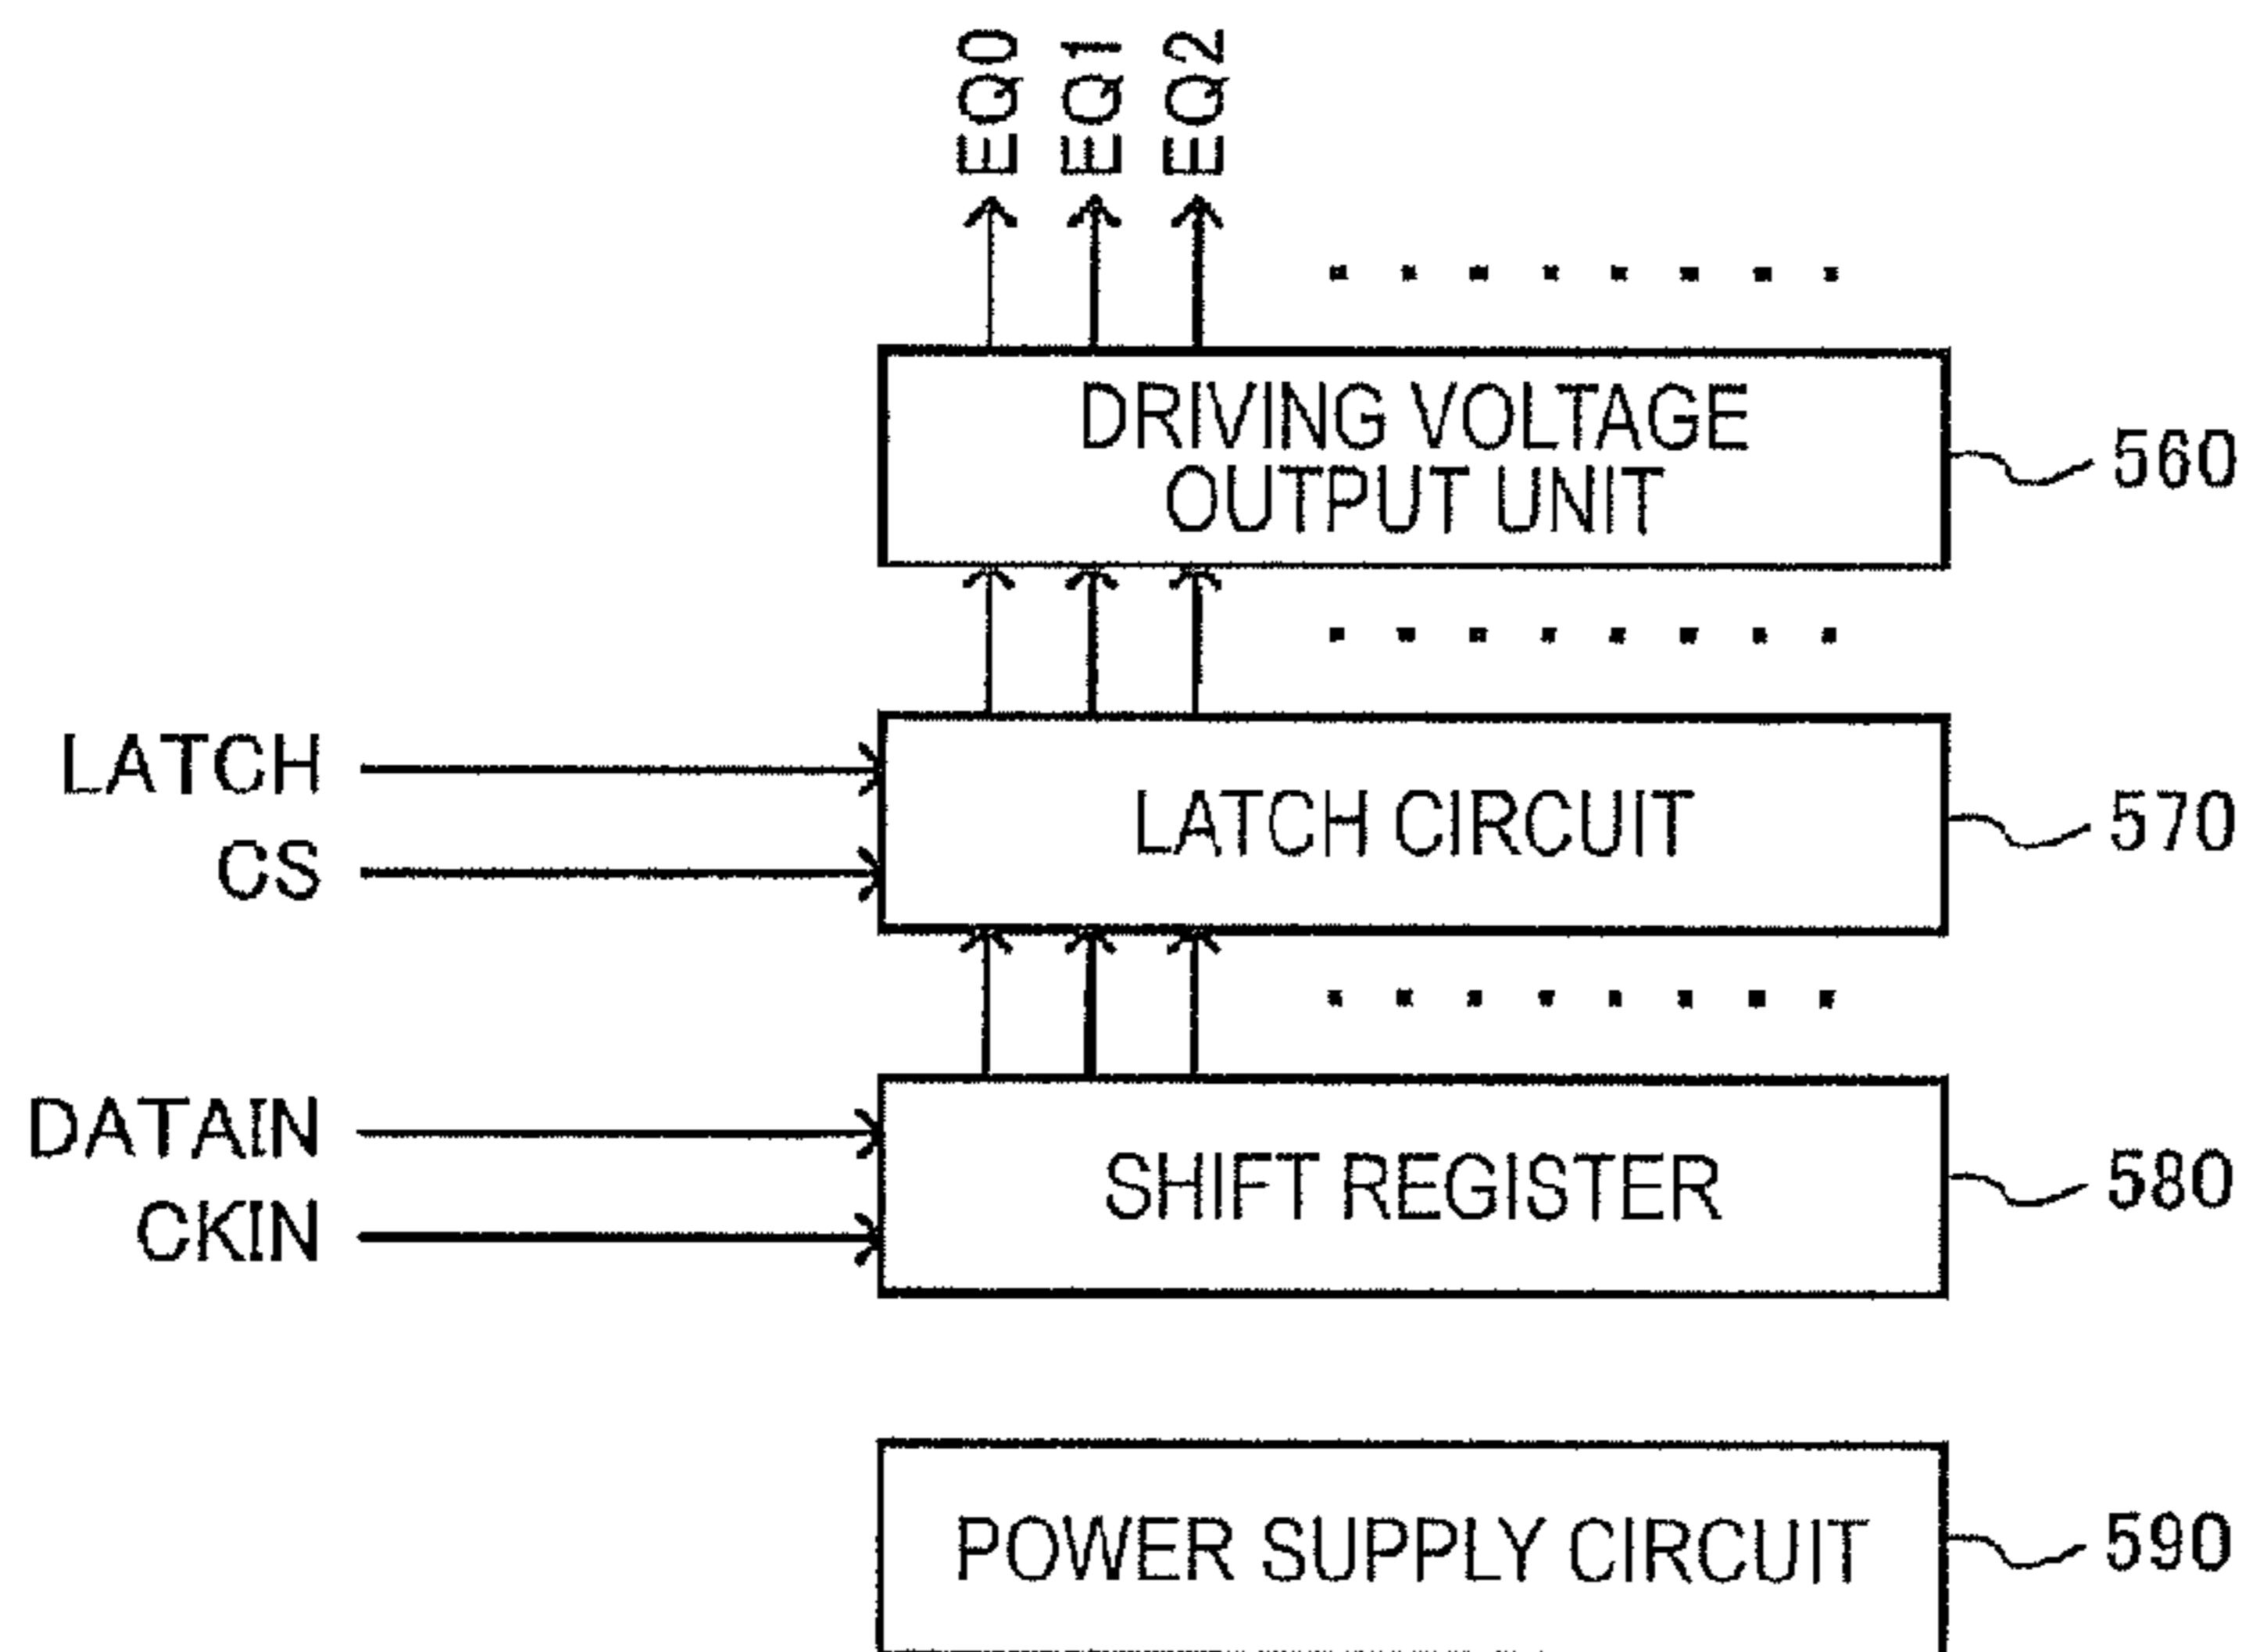 EQ0
EQ1
EQ2
DRIVING VOLTAGE
OUTPUT UNIT
560
LATCH
CS
LATCH CIRCUIT
570
DATAIN
CKIN
SHIFT REGISTER
580
POWER SUPPLY CIRCUIT
590